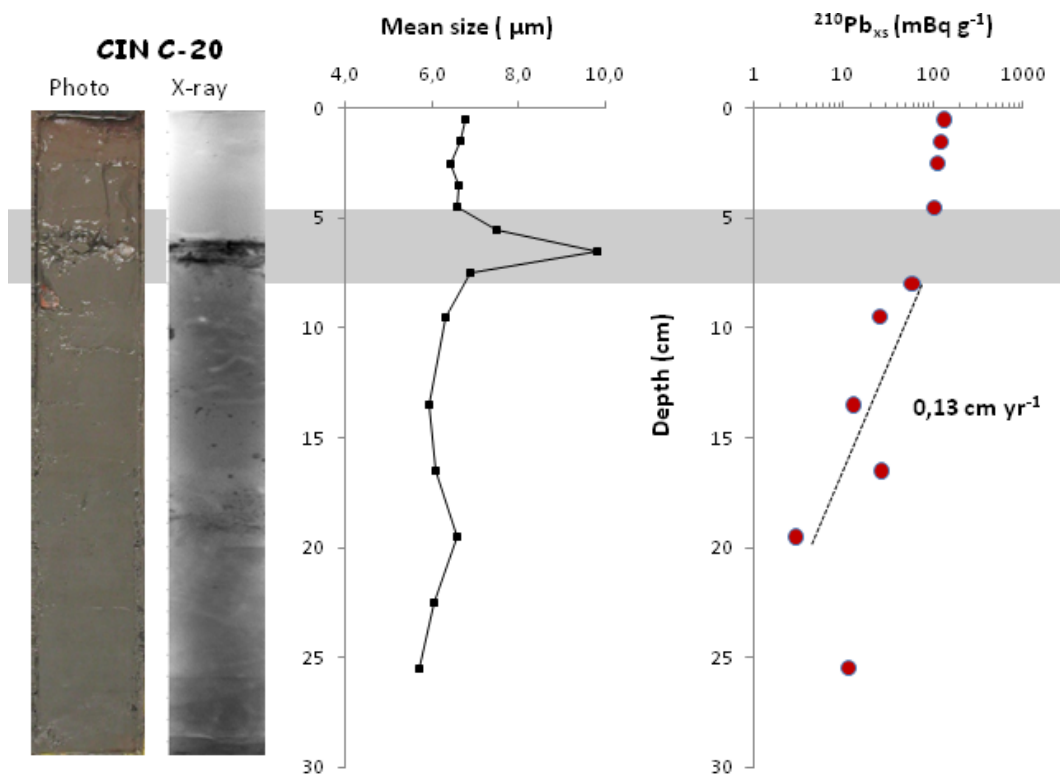 CIN C-20
Photo X-ray
Mean size ( µm)
4,0 6,0 8,0 10,0
0
5
10
15
20
25
30
Depth (cm)
²¹⁰Pbₓₛ (mBq g⁻¹)
1 10 100 1000
0
5
10
15
20
25
30
0,13 cm yr⁻¹